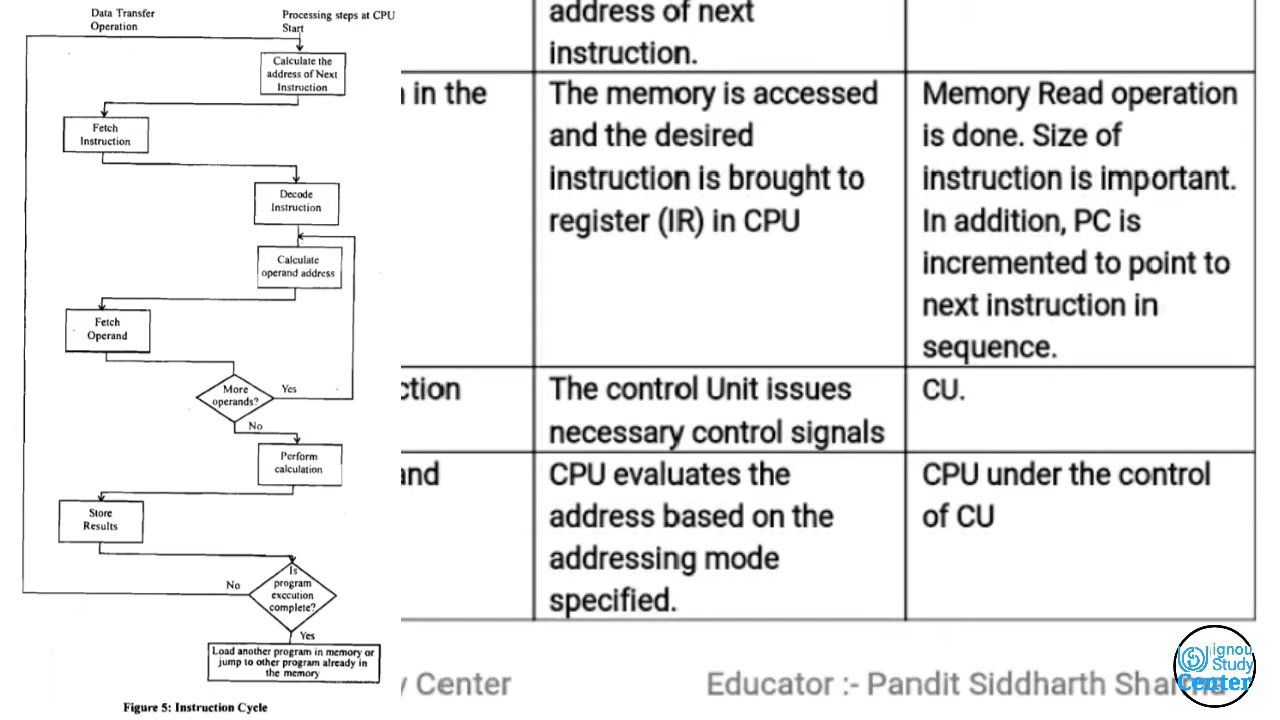 Data Transfer
Operation
Processing steps at CPU
Start
Calculate the
address of Next
Instruction
Fetch
Instruction
Decode
Instruction
Calculate
operand address
Fetch
Operand
More
operands?
Yes
No
Perform
calculation
Store
Results
Is
program
execution
complete?
No
Yes
Load another program in memory or
jump to other program already in
the memory
Figure 5: Instruction Cycle
address of next
instruction.
in the
The memory is accessed
and the desired
instruction is brought to
register (IR) in CPU
Memory Read operation
is done. Size of
instruction is important.
In addition, PC is
incremented to point to
next instruction in
sequence.
ction
The control Unit issues
necessary control signals
CU.
and
CPU evaluates the
address based on the
addressing mode
specified.
CPU under the control
of CU
y Center
Educator :- Pandit Siddharth Sha
ignou
Study
Center